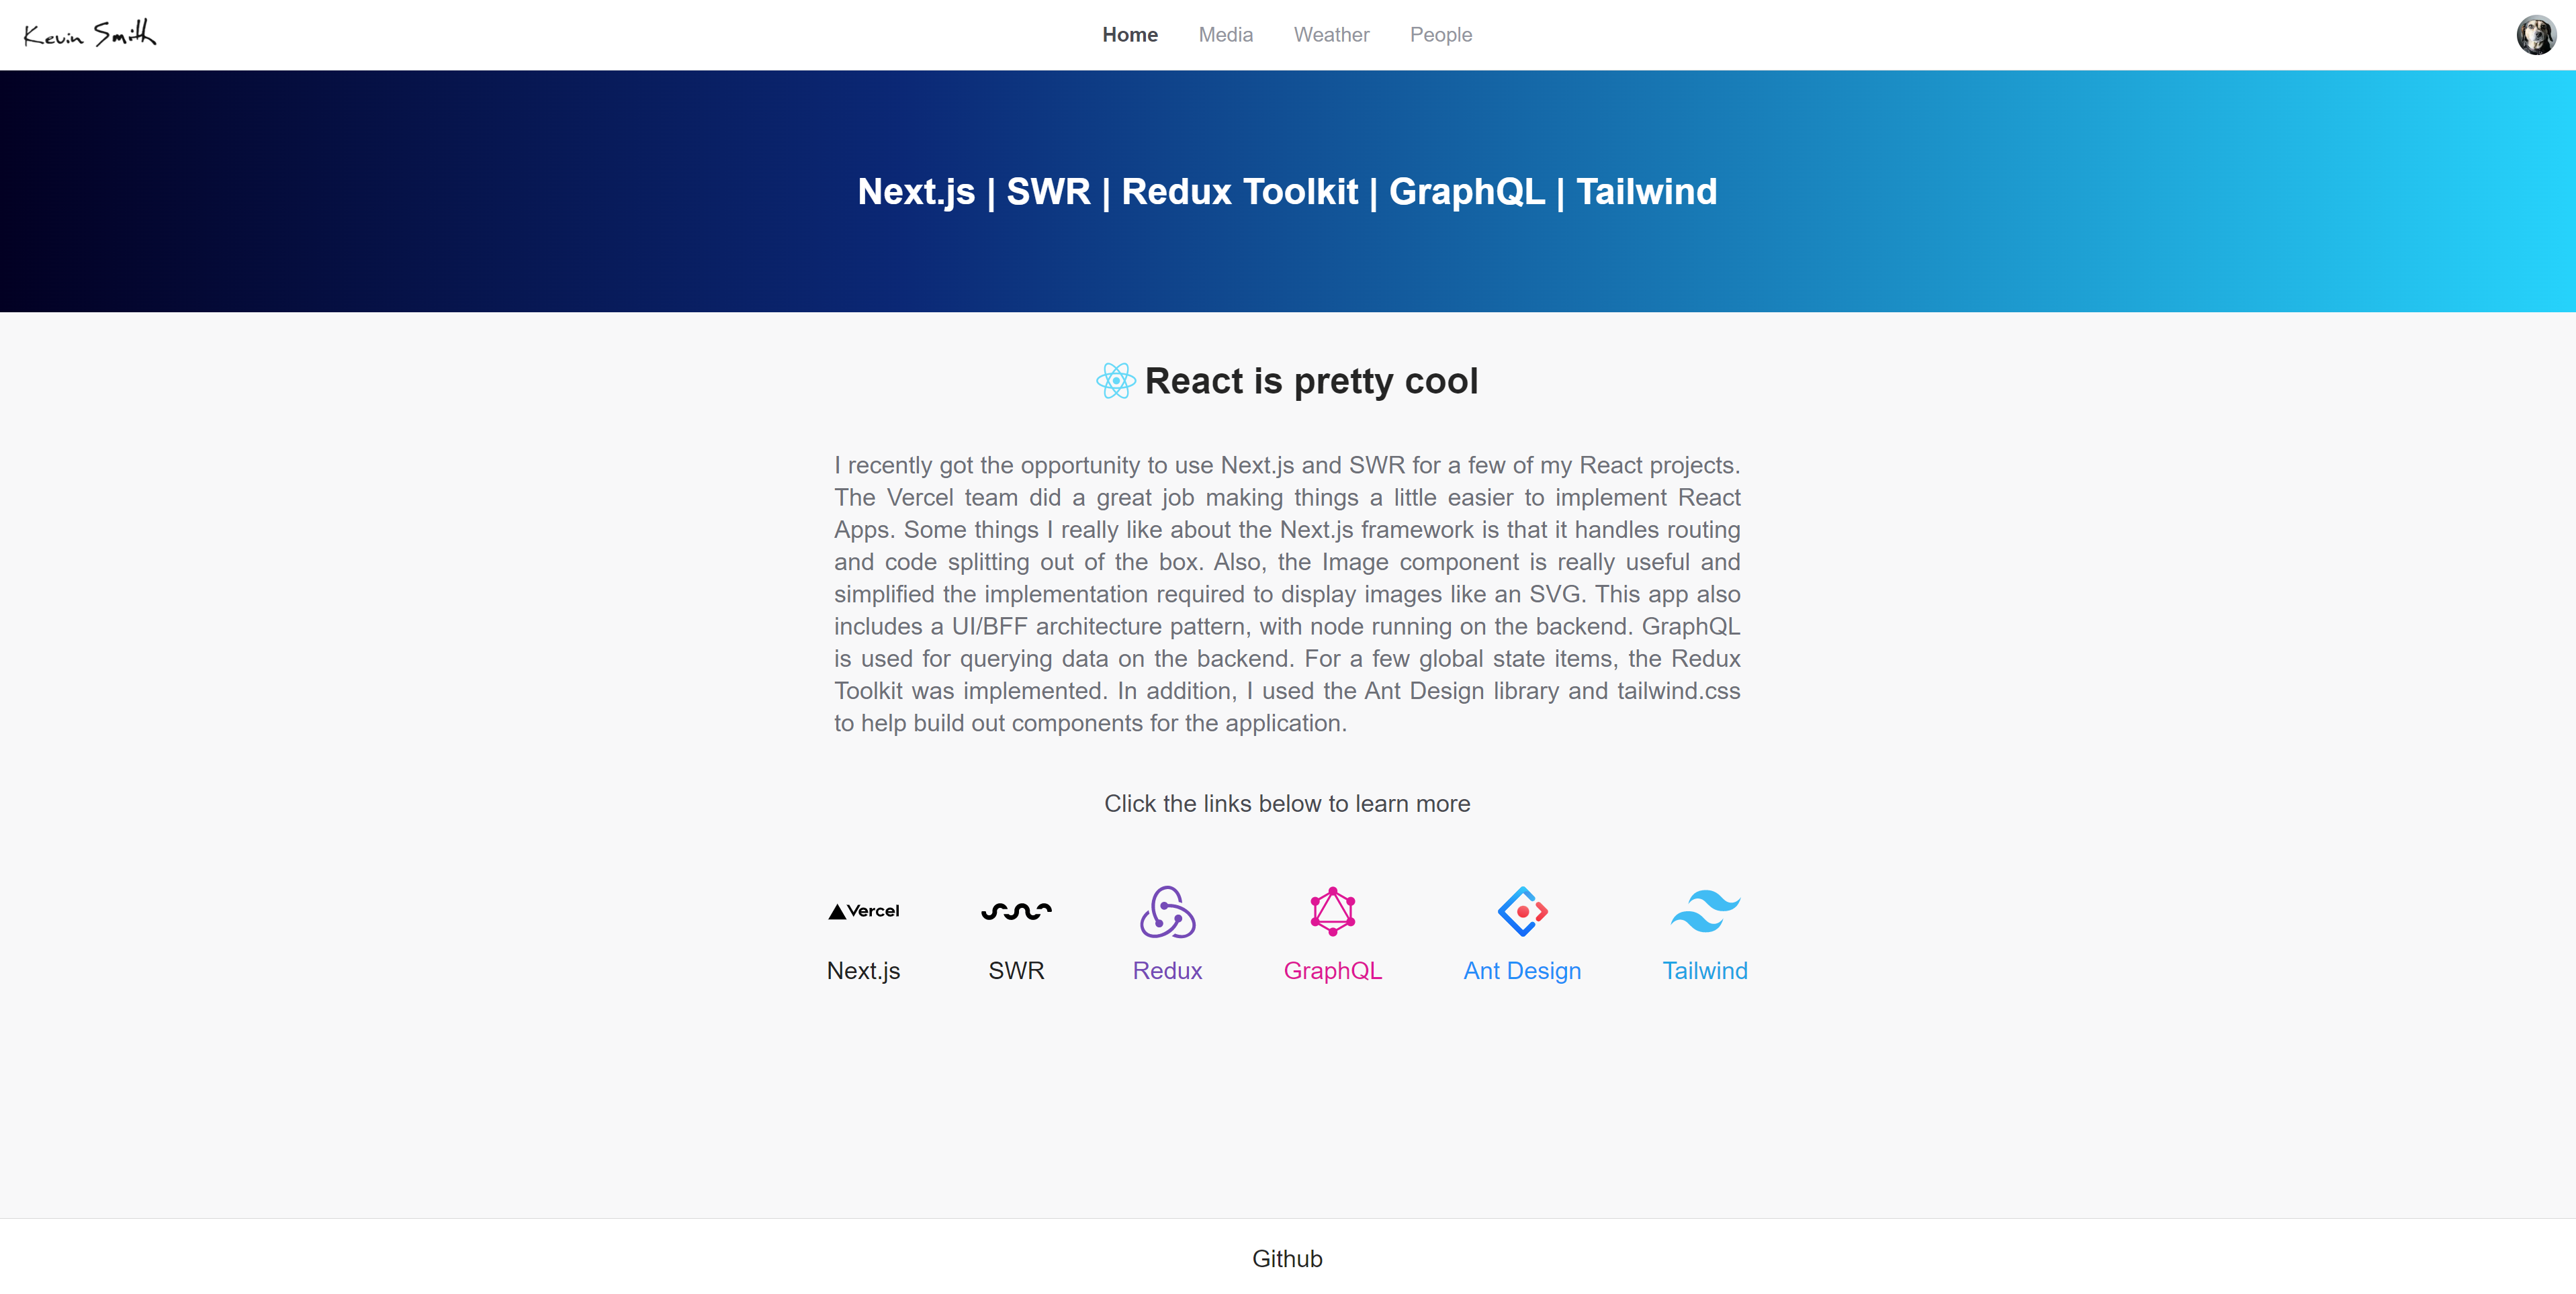 Kevin Smith
Home Media Weather People
Next.js | SWR | Redux Toolkit | GraphQL | Tailwind
React is pretty cool
I recently got the opportunity to use Next.js and SWR for a few of my React projects.
The Vercel team did a great job making things a little easier to implement React
Apps. Some things I really like about the Next.js framework is that it handles routing
and code splitting out of the box. Also, the Image component is really useful and
simplified the implementation required to display images like an SVG. This app also
includes a UI/BFF architecture pattern, with node running on the backend. GraphQL
is used for querying data on the backend. For a few global state items, the Redux
Toolkit was implemented. In addition, I used the Ant Design library and tailwind.css
to help build out components for the application.
Click the links below to learn more
Vercel
Next.js SWR Redux GraphQL Ant Design Tailwind
Github